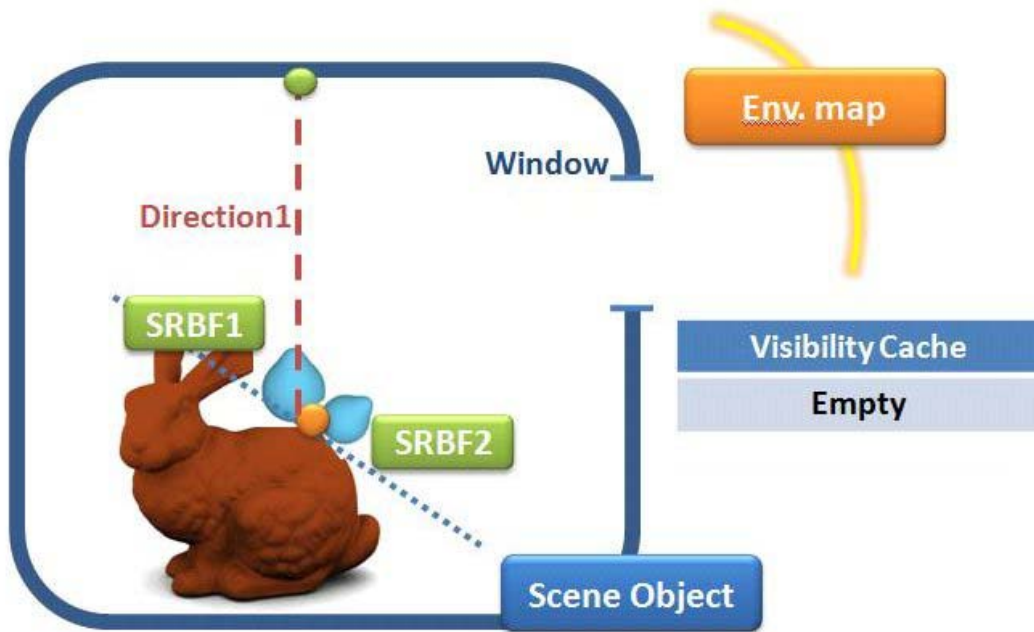 Env. map
Window
Direction1
SRBF1
Visibility Cache
Empty
SRBF2
Scene Object